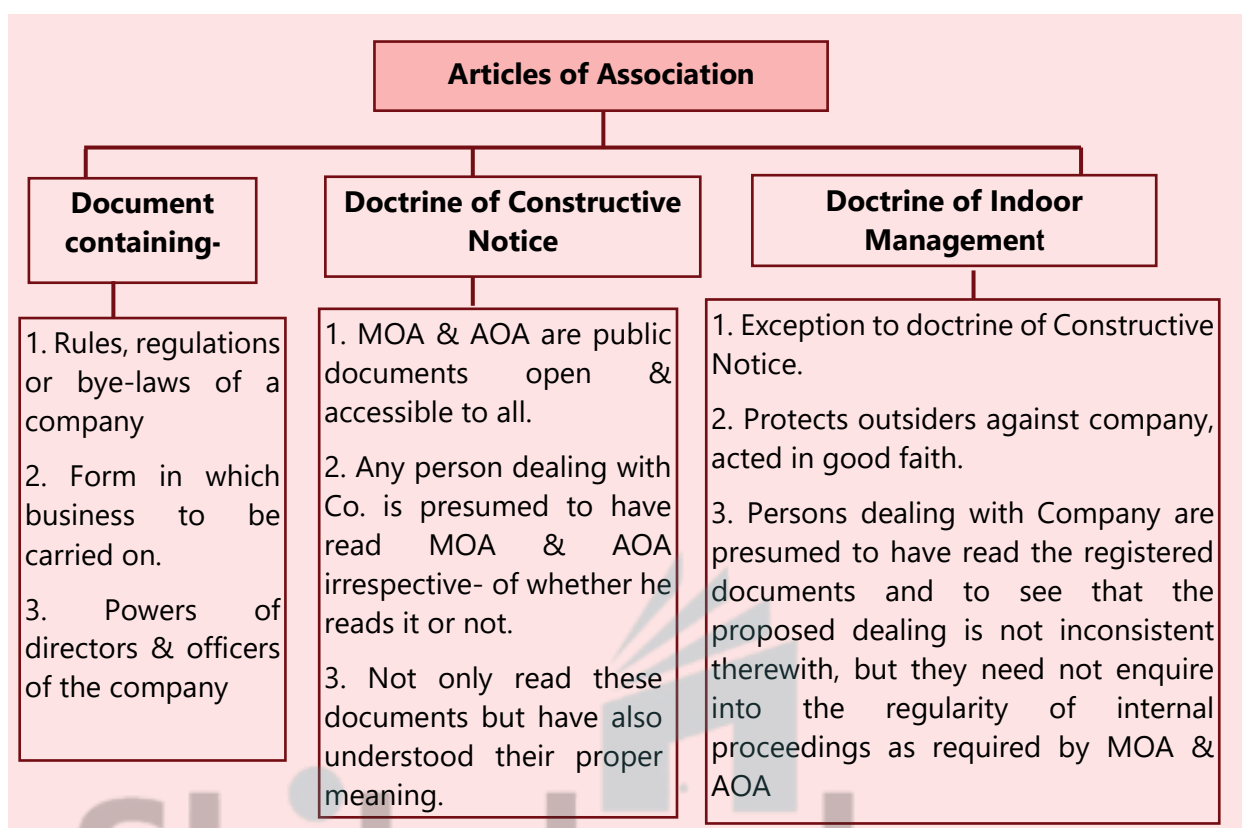 Articles of Association
Document
containing-
Doctrine of Constructive
Notice
Doctrine of Indoor
Management
1. Rules, regulations
or bye-laws of a
company
2. Form in which
business to be
carried on.
3. Powers of
directors & officers
of the company
1. MOA & AOA are public
documents open &
accessible to all.
2. Any person dealing with
Co. is presumed to have
read MOA & AOA
irrespective- of whether he
reads it or not.
3. Not only read these
documents but have also
understood their proper
meaning.
1. Exception to doctrine of Constructive
Notice.
2. Protects outsiders against company,
acted in good faith.
3. Persons dealing with Company are
presumed to have read the registered
documents and to see that the
proposed dealing is not inconsistent
therewith, but they need not enquire
into the regularity of internal
proceedings as required by MOA &
AOA